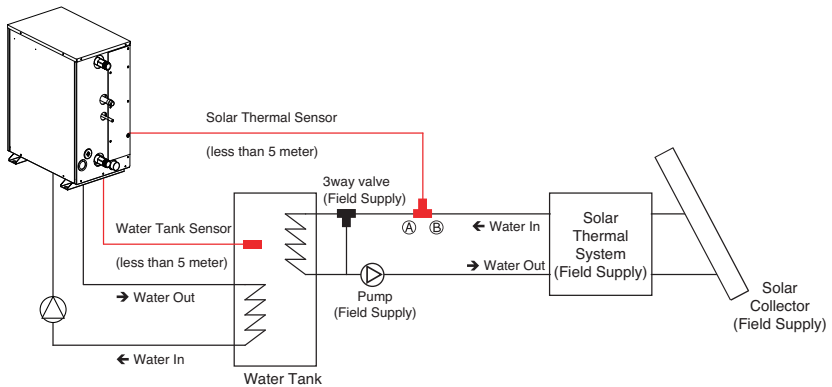 Solar Thermal Sensor
(less than 5 meter)
3way valve
(Field Supply)
Ⓐ Ⓑ
← Water In
Solar
Thermal
System
(Field Supply)
Water Tank Sensor
(less than 5 meter)
→ Water Out
Pump
(Field Supply)
Solar
Collector
(Field Supply)
→ Water Out
← Water In
Water Tank